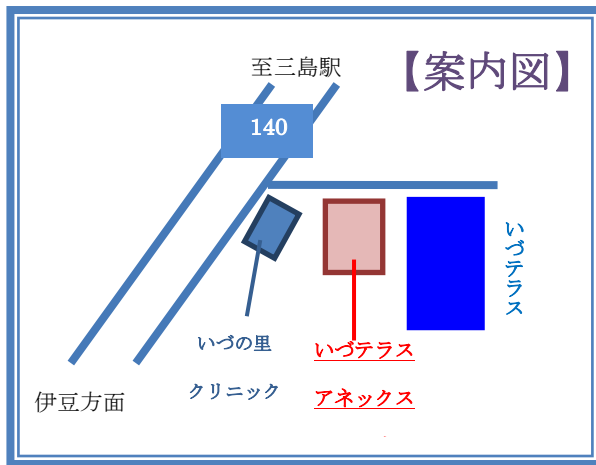 【案内図】
至三島駅
140
いづテラス
いづの里
クリニック
いづテラス
アネックス
伊豆方面